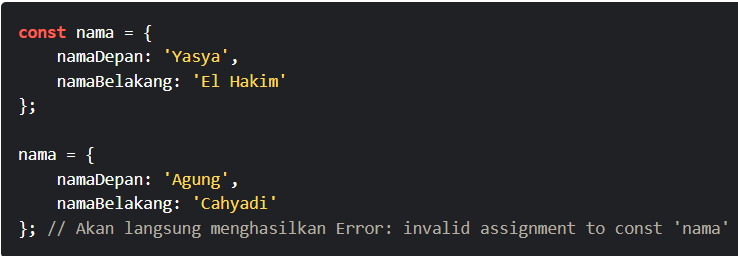 const nama = {
    namaDepan: 'Yasya',
    namaBelakang: 'El Hakim'
};

nama = {
    namaDepan: 'Agung',
    namaBelakang: 'Cahyadi'
}; // Akan langsung menghasilkan Error: invalid assignment to const 'nama'